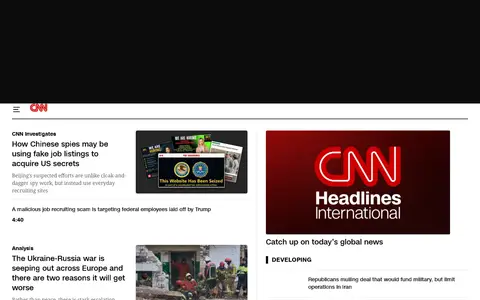 CNN
CNN Investigates
How Chinese spies may be
using fake job listings to
acquire US secrets
Beijing's suspected efforts are unlike cloak-and-
dagger spy work, but instead use everyday
recruiting sites
This Website Has Been Seized
A malicious job recruiting scam is targeting federal employees laid off by Trump
4:40
Analysis
The Ukraine-Russia war is
seeping out across Europe and
there are two reasons it will get
worse
CNN
Headlines
International
Catch up on today's global news
DEVELOPING
Republicans mulling deal that would fund military, but limit
operations in Iran